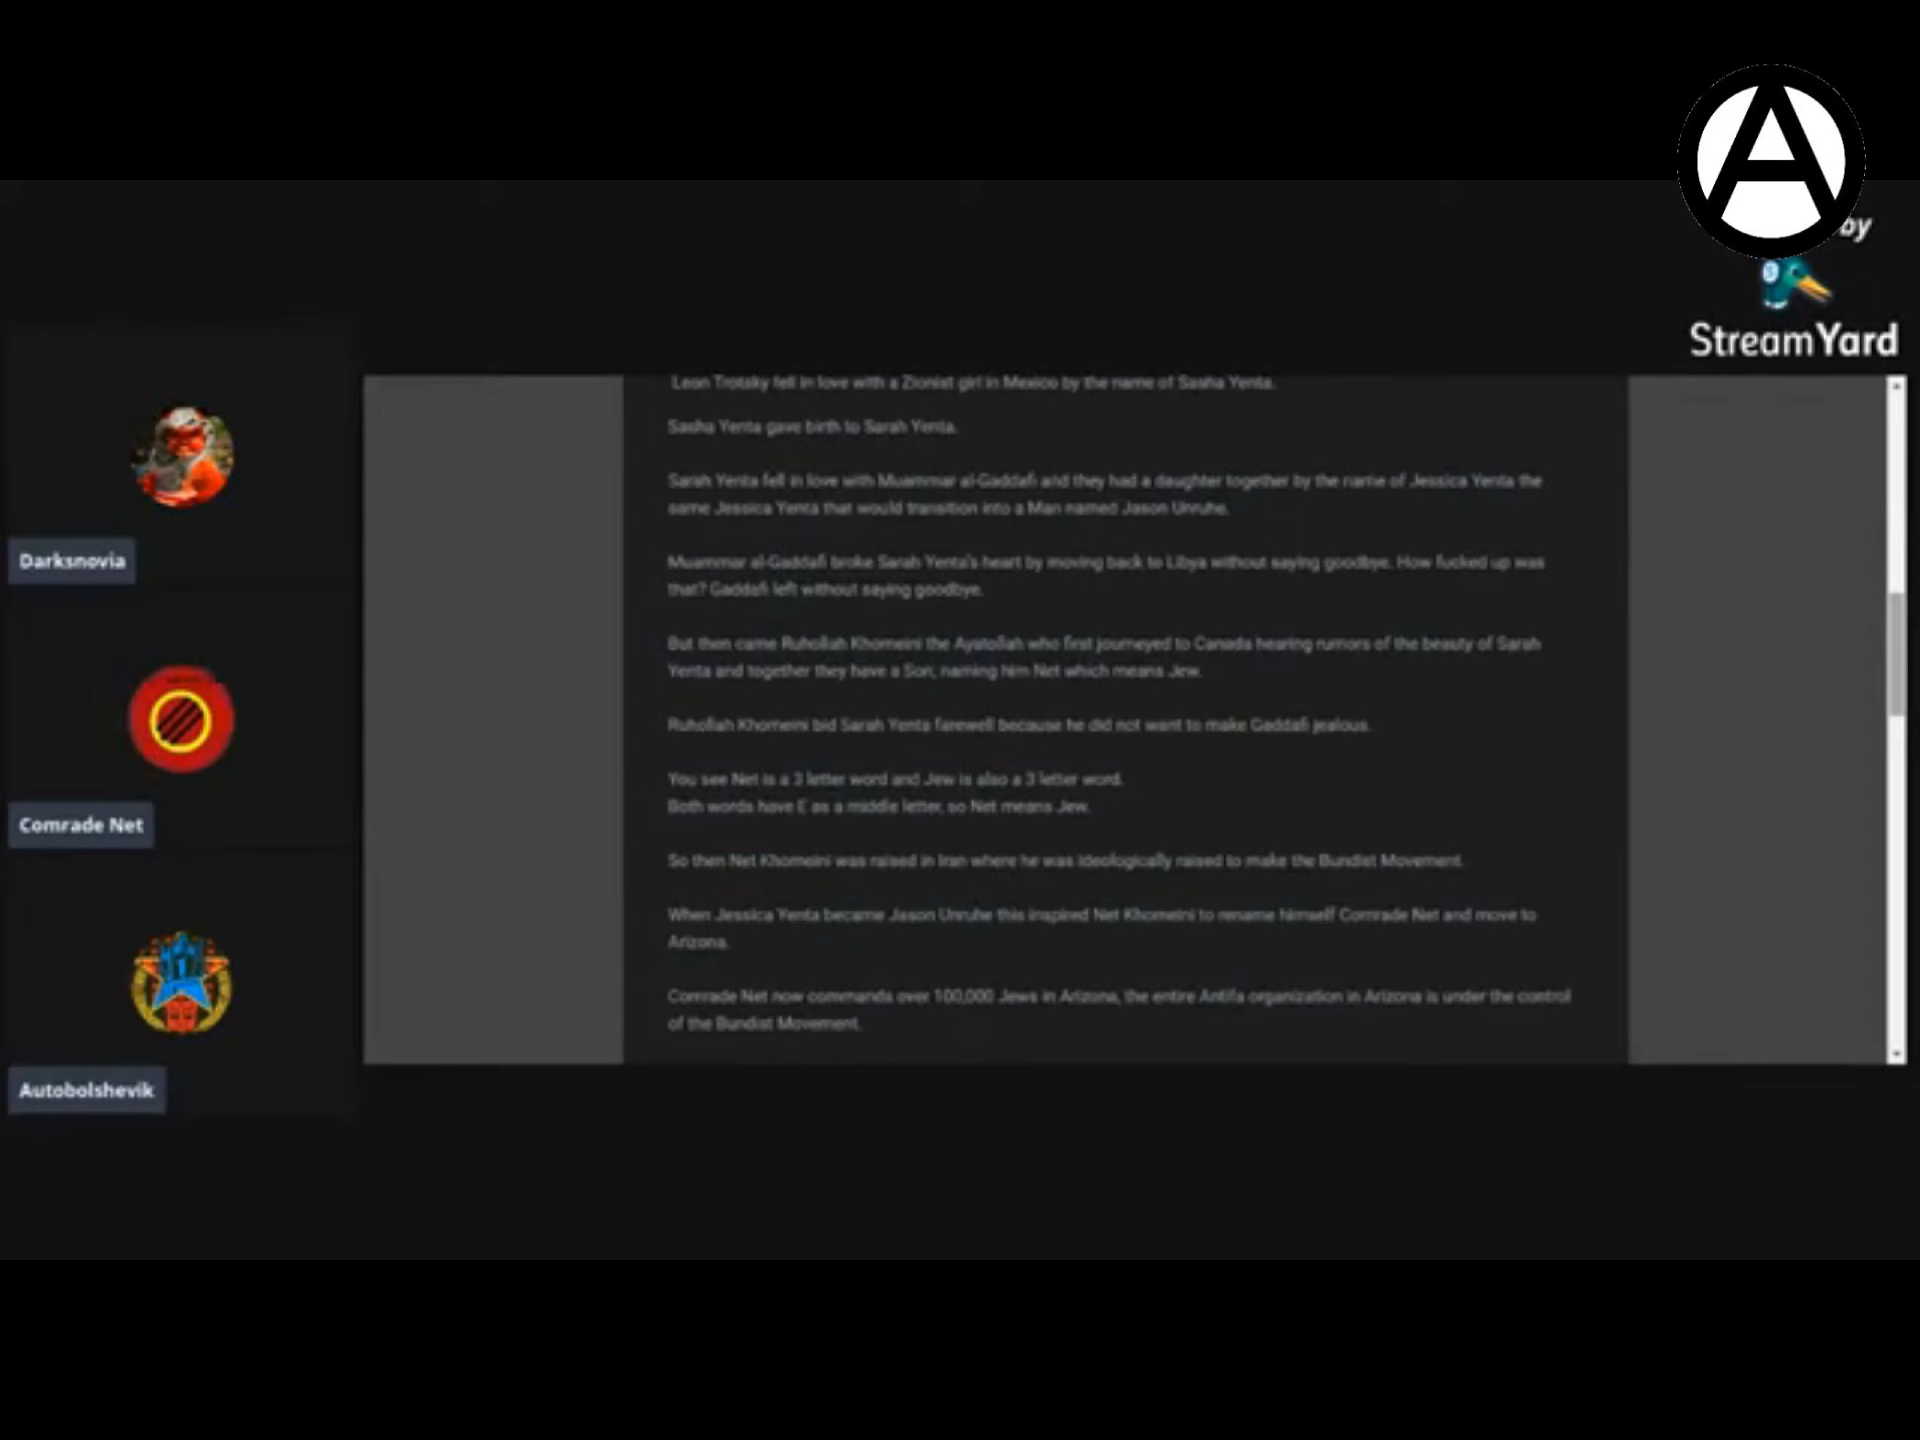 by
StreamYard
Leon Trotsky fell in love with a Zionist girl in Mexico by the name of Sasha Yenta.
Sasha Yenta gave birth to Sarah Yenta.
Sarah Yenta fell in love with Muammar al-Gaddafi and they had a daughter together by the name of Jessica Yenta the
same Jessica Yenta that would transition into a Man named Jason Unruhe.
Muammar al-Gaddafi broke Sarah Yenta's heart by moving back to Libya without saying goodbye. How fucked up was
that? Gaddafi left without saying goodbye.
But then came Ruhollah Khomeini the Ayatollah who first journeyed to Canada hearing rumors of the beauty of Sarah
Yenta and together they have a Son; naming him Net which means Jew.
Ruhollah Khomeini bid Sarah Yenta farewell because he did not want to make Gaddafi jealous.
You see Net is a 3 letter word and Jew is also a 3 letter word.
Both words have E as a middle letter, so Net means Jew.
So then Net Khomeini was raised in Iran where he was ideologically raised to make the Bundist Movement.
When Jessica Yenta became Jason Unruhe this inspired Net Khomeini to rename himself Comrade Net and move to
Arizona.
Comrade Net now commands over 100,000 Jews in Arizona, the entire Antifa organization in Arizona is under the control
of the Bundist Movement.
Darksnovia
Comrade Net
Autobolshevik